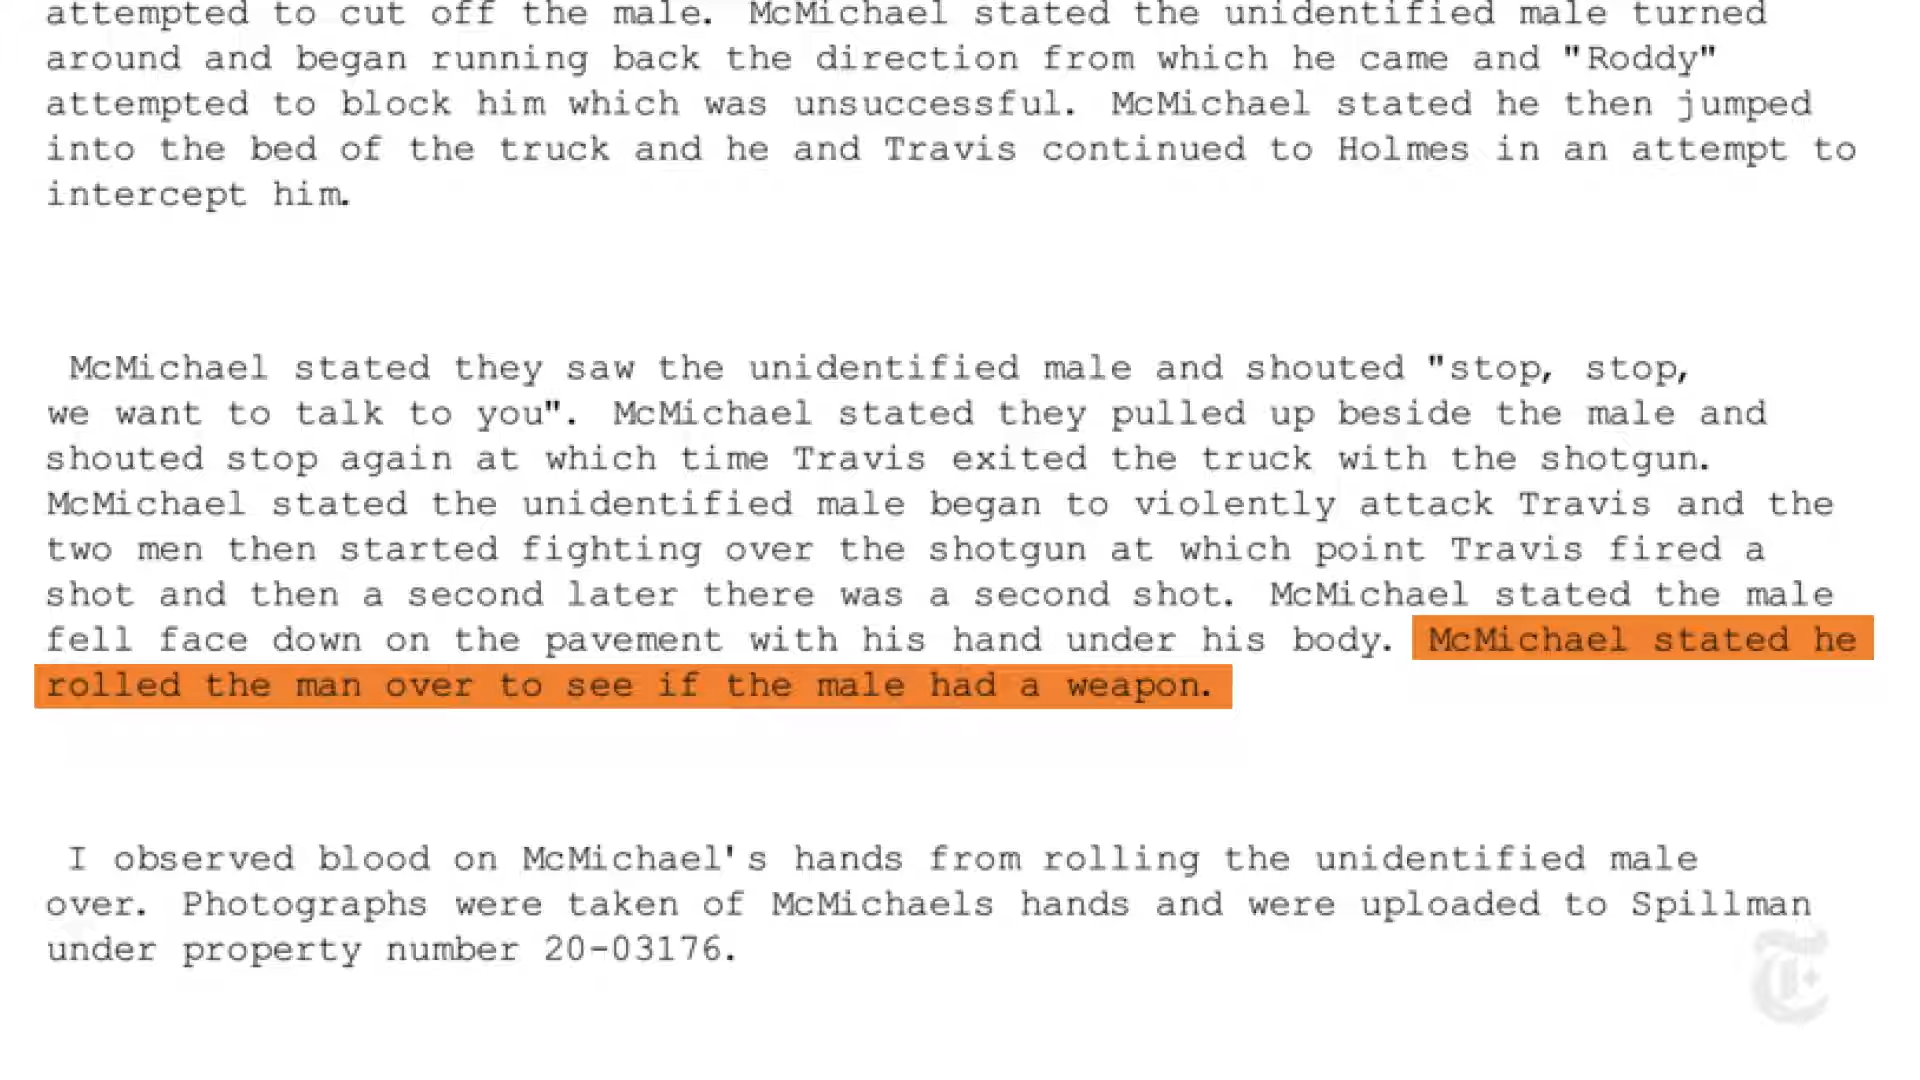 attempted to cut off the male. McMichael stated the unidentified male turned
around and began running back the direction from which he came and "Roddy"
attempted to block him which was unsuccessful. McMichael stated he then jumped
into the bed of the truck and he and Travis continued to Holmes in an attempt to
intercept him.
McMichael stated they saw the unidentified male and shouted "stop, stop,
we want to talk to you". McMichael stated they pulled up beside the male and
shouted stop again at which time Travis exited the truck with the shotgun.
McMichael stated the unidentified male began to violently attack Travis and the
two men then started fighting over the shotgun at which point Travis fired a
shot and then a second later there was a second shot. McMichael stated the male
fell face down on the pavement with his hand under his body. McMichael stated he
rolled the man over to see if the male had a weapon.
I observed blood on McMichael's hands from rolling the unidentified male
over. Photographs were taken of McMichaels hands and were uploaded to Spillman
under property number 20-03176.
T